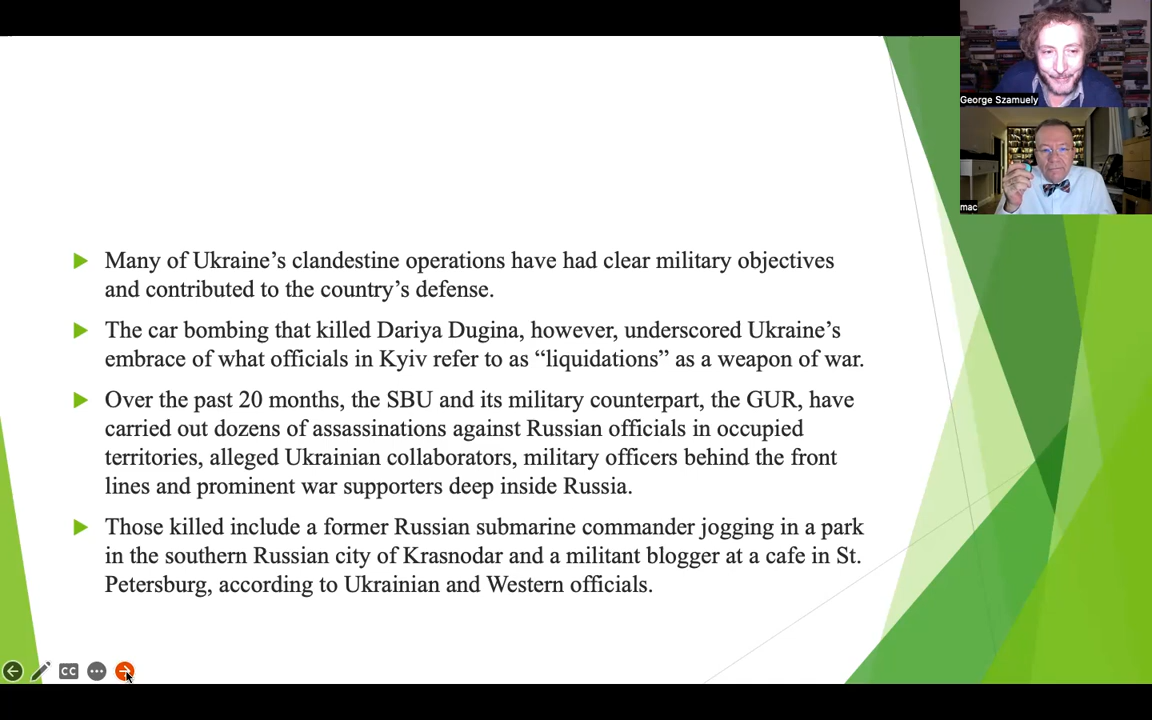 George Szamuely
mac
Many of Ukraine’s clandestine operations have had clear military objectives
and contributed to the country’s defense.
The car bombing that killed Dariya Dugina, however, underscored Ukraine’s
embrace of what officials in Kyiv refer to as “liquidations” as a weapon of war.
Over the past 20 months, the SBU and its military counterpart, the GUR, have
carried out dozens of assassinations against Russian officials in occupied
territories, alleged Ukrainian collaborators, military officers behind the front
lines and prominent war supporters deep inside Russia.
Those killed include a former Russian submarine commander jogging in a park
in the southern Russian city of Krasnodar and a militant blogger at a cafe in St.
Petersburg, according to Ukrainian and Western officials.
CC